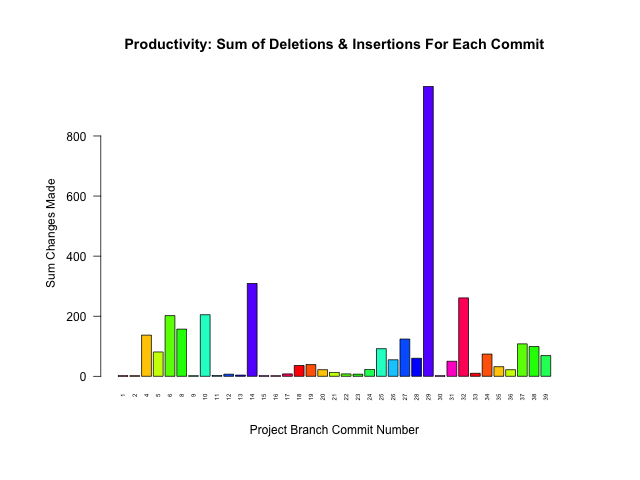 Productivity: Sum of Deletions & Insertions For Each Commit
Sum Changes Made
800
600
400
200
0
1 2 4 5 6 8 9 10 11 12 13 14 15 16 17 18 19 20 21 22 23 24 25 26 27 28 29 30 31 32 33 34 35 36 37 38 39
Project Branch Commit Number